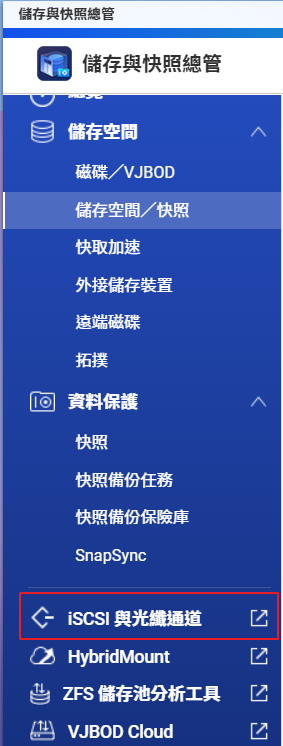 儲存與快照總管
儲存與快照總管
總覽
儲存空間
磁碟／VJBOD
儲存空間／快照
快取加速
外接儲存裝置
遠端磁碟
拓撲
資料保護
快照
快照備份任務
快照備份保險庫
SnapSync
iSCSI 與光纖通道
HybridMount
ZFS 儲存池分析工具
VJBOD Cloud